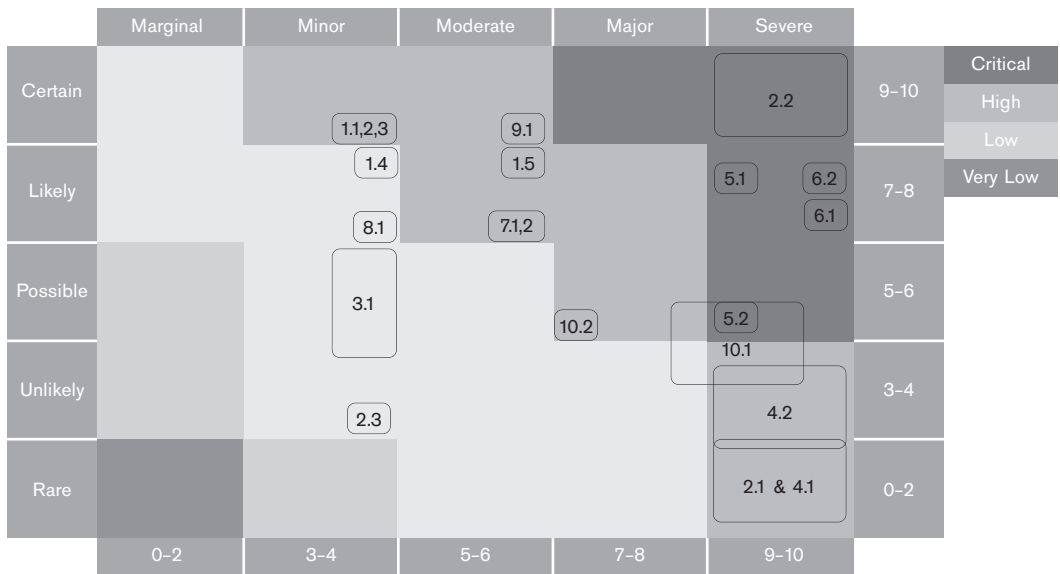 Marginal Minor Moderate Major Severe
Certain 2.2 9–10 Critical
High
1.1,2,3 9.1
Low
Likely 1.4 1.5 5.1 6.2 7–8 Very Low
6.1
8.1 7.1,2
Possible 3.1 5–6
10.2 5.2
10.1
Unlikely 3–4
2.3 4.2
Rare 2.1 & 4.1 0–2
0–2 3–4 5–6 7–8 9–10